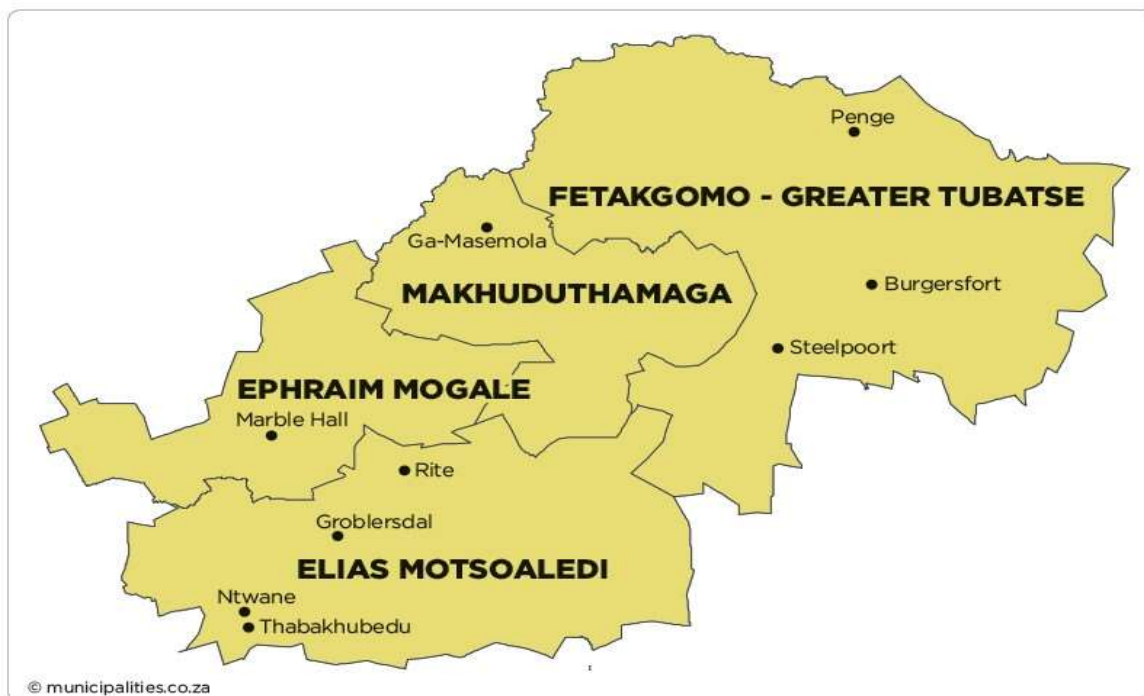 Penge
FETAKGOMO - GREATER TUBATSE
Ga-Masemola
MAKHUDUTHAMAGA
Burgersfort
Steelpoort
EPHRAIM MOGALE
Marble Hall
Rite
Groblersdal
ELIAS MOTSOALEDI
Ntwane
Thabakhubedu
© municipalities.co.za